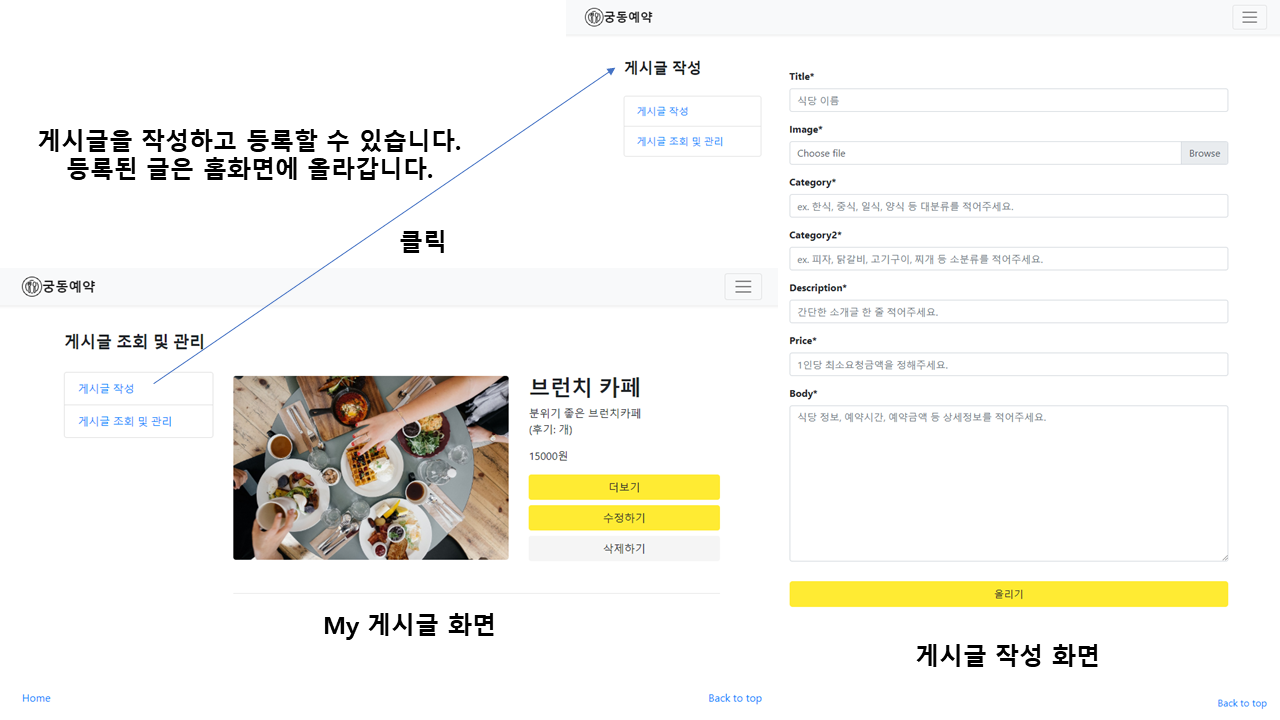 게시글을 작성하고 등록할 수 있습니다.
등록된 글은 홈화면에 올라갑니다.
클릭
궁동예약
게시글 조회 및 관리
게시글 작성
게시글 조회 및 관리
브런치 카페
분위기 좋은 브런치카페
(후기: 개)
15000원
더보기
수정하기
삭제하기
My 게시글 화면
Home
Back to top
궁동예약
게시글 작성
게시글 작성
게시글 조회 및 관리
Title*
식당 이름
Image*
Choose file
Browse
Category*
ex. 한식, 중식, 일식, 양식 등 대분류를 적어주세요.
Category2*
ex. 피자, 닭갈비, 고기구이, 찌개 등 소분류를 적어주세요.
Description*
간단한 소개글 한 줄 적어주세요.
Price*
1인당 최소요청금액을 정해주세요.
Body*
식당 정보, 예약시간, 예약금액 등 상세정보를 적어주세요.
올리기
게시글 작성 화면
Back to top